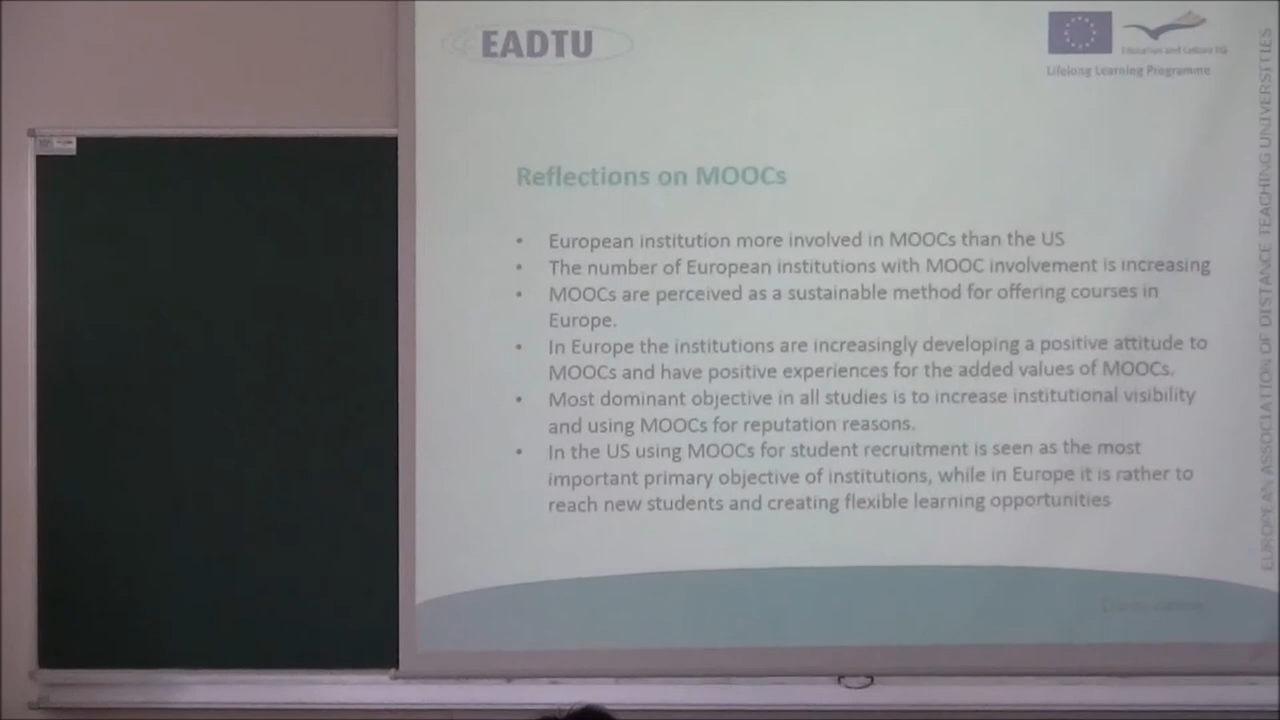 EADTU
Education and Culture DG
Lifelong Learning Programme
Reflections on MOOCs
• European institution more involved in MOOCs than the US
• The number of European institutions with MOOC involvement is increasing
• MOOCs are perceived as a sustainable method for offering courses in
Europe.
• In Europe the institutions are increasingly developing a positive attitude to
MOOCs and have positive experiences for the added values of MOOCs.
• Most dominant objective in all studies is to increase institutional visibility
and using MOOCs for reputation reasons.
• In the US using MOOCs for student recruitment is seen as the most
important primary objective of institutions, while in Europe it is rather to
reach new students and creating flexible learning opportunities
EUROPEAN ASSOCIATION OF DISTANCE TEACHING UNIVERSITIES